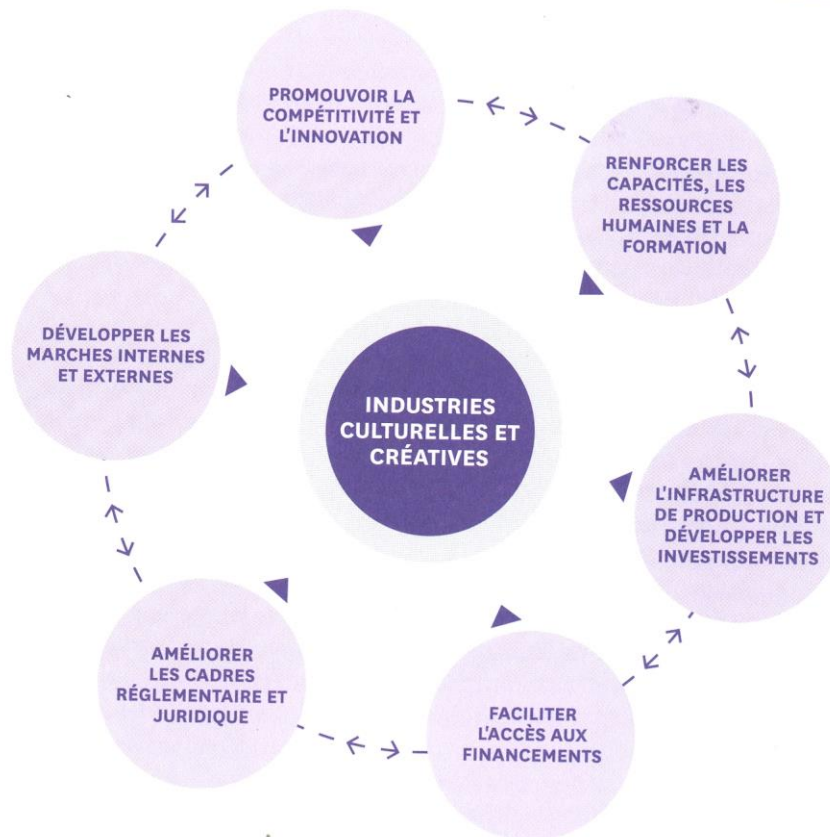 PROMOUVOIR LA
COMPÉTITIVITÉ ET
L'INNOVATION
RENFORCER LES
CAPACITÉS, LES
RESSOURCES
HUMAINES ET LA
FORMATION
DÉVELOPPER LES
MARCHES INTERNES
ET EXTERNES
INDUSTRIES
CULTURELLES ET
CRÉATIVES
AMÉLIORER
L'INFRASTRUCTURE
DE PRODUCTION ET
DÉVELOPPER LES
INVESTISSEMENTS
AMÉLIORER
LES CADRES
RÉGLEMENTAIRE ET
JURIDIQUE
FACILITER
L'ACCÈS AUX
FINANCEMENTS